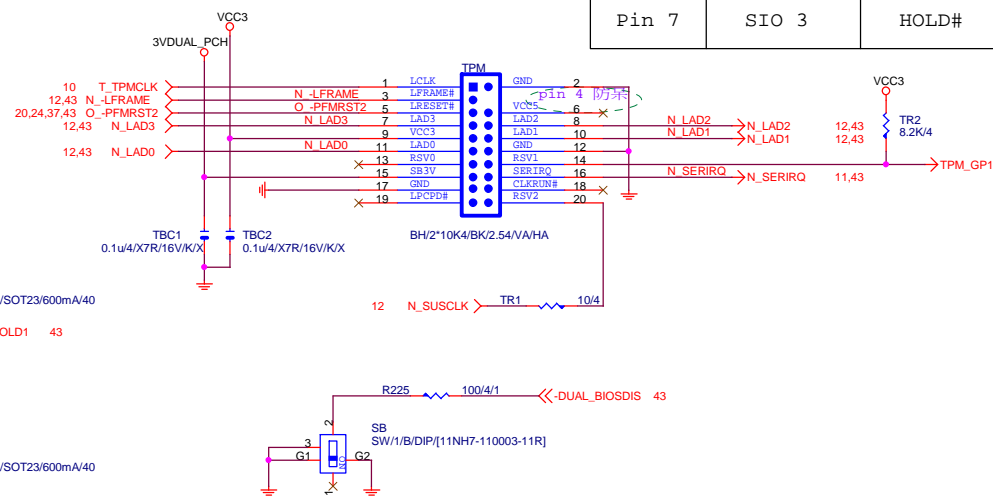 Pin 7 SIO 3 HOLD#
VCC3
3VDUAL_PCH
TPM
VCC3
10 T_TPMCLK 1 LCLK GND 2
pin 4 防呆
12,43 N_-LFRAME N_-LFRAME 3 LFRAME#
20,24,37,43 O_-PFMRST2 O_-PFMRST2 5 LRESET# VCC5 6
12,43 N_LAD3 N_LAD3 7 LAD3 LAD2 8 N_LAD2 N_LAD2 12,43
9 VCC3 LAD1 10 N_LAD1 N_LAD1 12,43
12,43 N_LAD0 N_LAD0 11 LAD0 GND 12
TR2
8.2K/4
13 RSV0 RSV1 14 TPM_GP1
15 SB3V SERIRQ 16 N_SERIRQ N_SERIRQ 11,43
17 GND CLKRUN# 18
19 LPCPD# RSV2 20
BH/2*10K4/BK/2.54/VA/HA
TBC1
0.1u/4/X7R/16V/K/X
TBC2
0.1u/4/X7R/16V/K/X
/SOT23/600mA/40
12 N_SUSCLK TR1 10/4
OLD1 43
R225 100/4/1 -DUAL_BIOSDIS 43
2
SB
SW/1/B/DIP/[11NH7-110003-11R]
3
G1 G2
ON
1
/SOT23/600mA/40